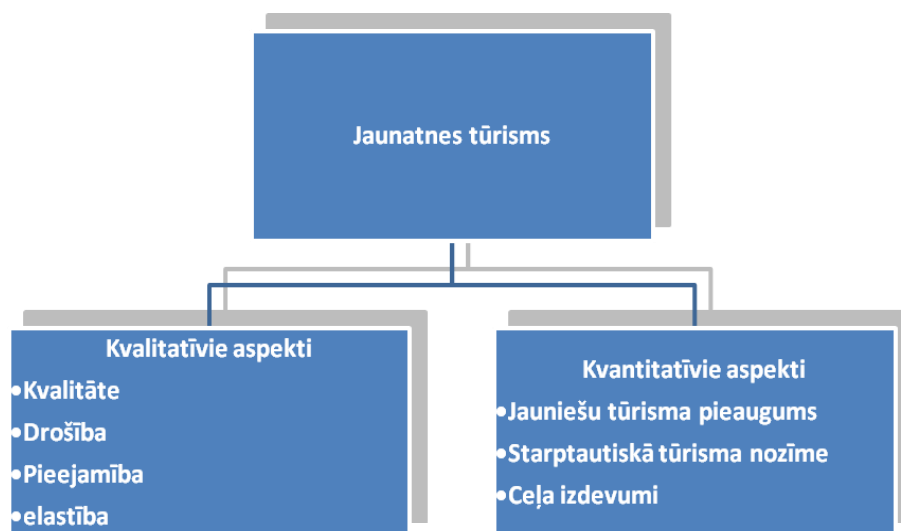 Jaunatnes tūrisms
Kvalitatīvie aspekti
•Kvalitāte
•Drošība
•Pieejamība
•elastība
Kvantitatīvie aspekti
•Jauniešu tūrisma pieaugums
•Starptautiskā tūrisma nozīme
•Ceļa izdevumi